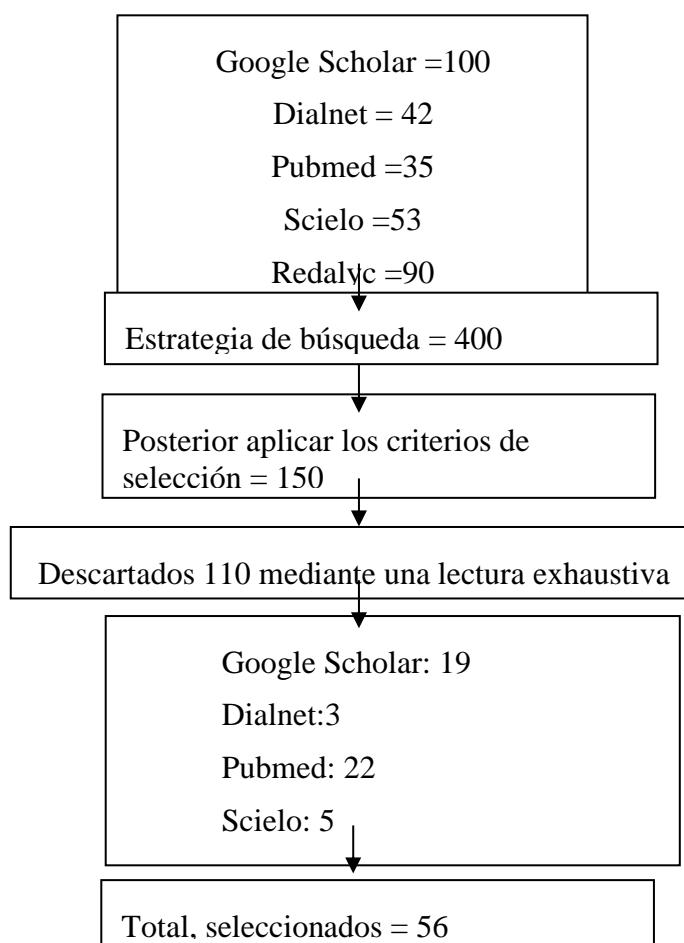 Google Scholar =100
Dialnet = 42
Pubmed =35
Scielo =53
Redalyc =90
Estrategia de búsqueda = 400
Posterior aplicar los criterios de
selección = 150
Descartados 110 mediante una lectura exhaustiva
Google Scholar: 19
Dialnet:3
Pubmed: 22
Scielo: 5
Total, seleccionados = 56